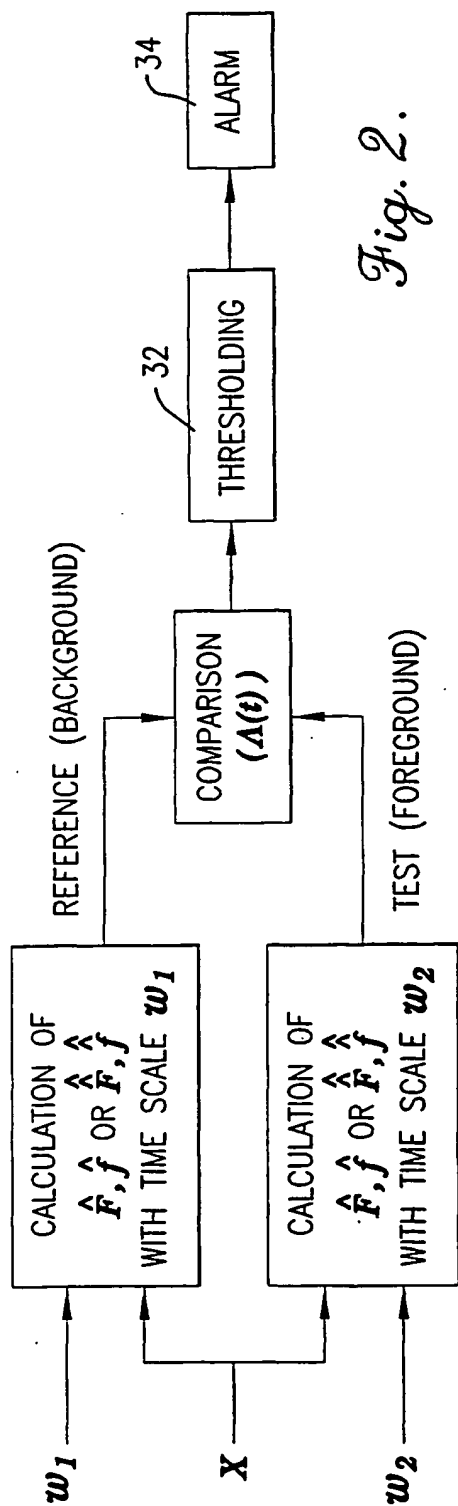 w₁
X
w₂
CALCULATION OF
F̂, f̂ OR F̂̂, f̂̂
WITH TIME SCALE w₁
CALCULATION OF
F̂, f̂ OR F̂̂, f̂̂
WITH TIME SCALE w₂
REFERENCE (BACKGROUND)
TEST (FOREGROUND)
COMPARISON
(Λ(t))
32
THRESHOLDING
34
ALARM
Fig. 2.